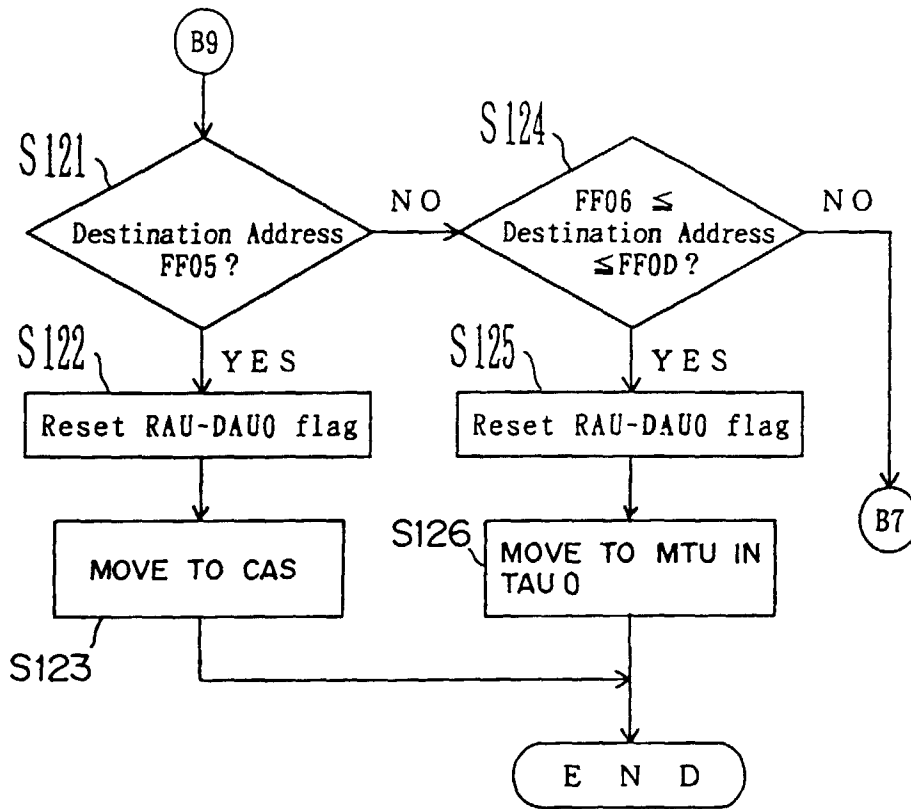 B9
S121
Destination Address
FF05?
NO
S124
FF06 ≦
Destination Address
≦FF0D?
NO
S122
YES
Reset RAU-DAU0 flag
S125
YES
Reset RAU-DAU0 flag
B7
MOVE TO CAS
S123
S126
MOVE TO MTU IN
TAU 0
E N D